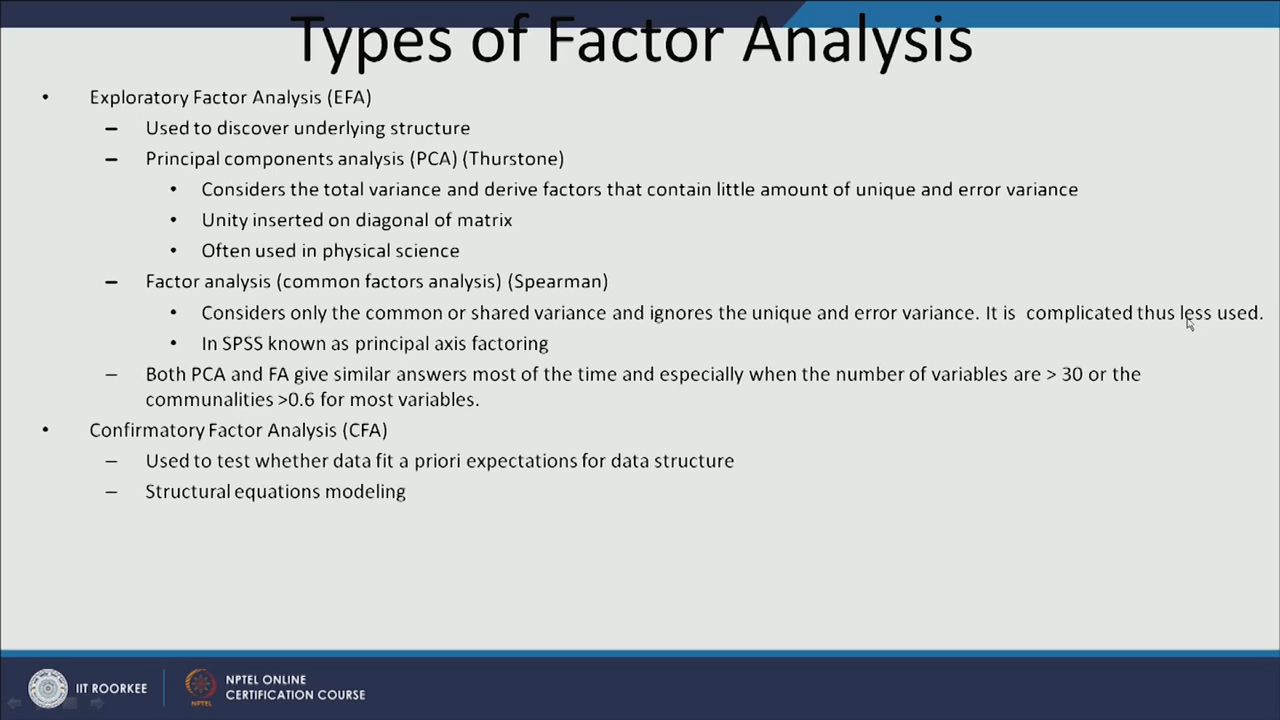 Types of Factor Analysis
• Exploratory Factor Analysis (EFA)
– Used to discover underlying structure
– Principal components analysis (PCA) (Thurstone)
• Considers the total variance and derive factors that contain little amount of unique and error variance
• Unity inserted on diagonal of matrix
• Often used in physical science
– Factor analysis (common factors analysis) (Spearman)
• Considers only the common or shared variance and ignores the unique and error variance. It is complicated thus less used.
• In SPSS known as principal axis factoring
– Both PCA and FA give similar answers most of the time and especially when the number of variables are > 30 or the
communalities >0.6 for most variables.
• Confirmatory Factor Analysis (CFA)
– Used to test whether data fit a priori expectations for data structure
– Structural equations modeling
IIT ROORKEE
NPTEL
NPTEL ONLINE
CERTIFICATION COURSE